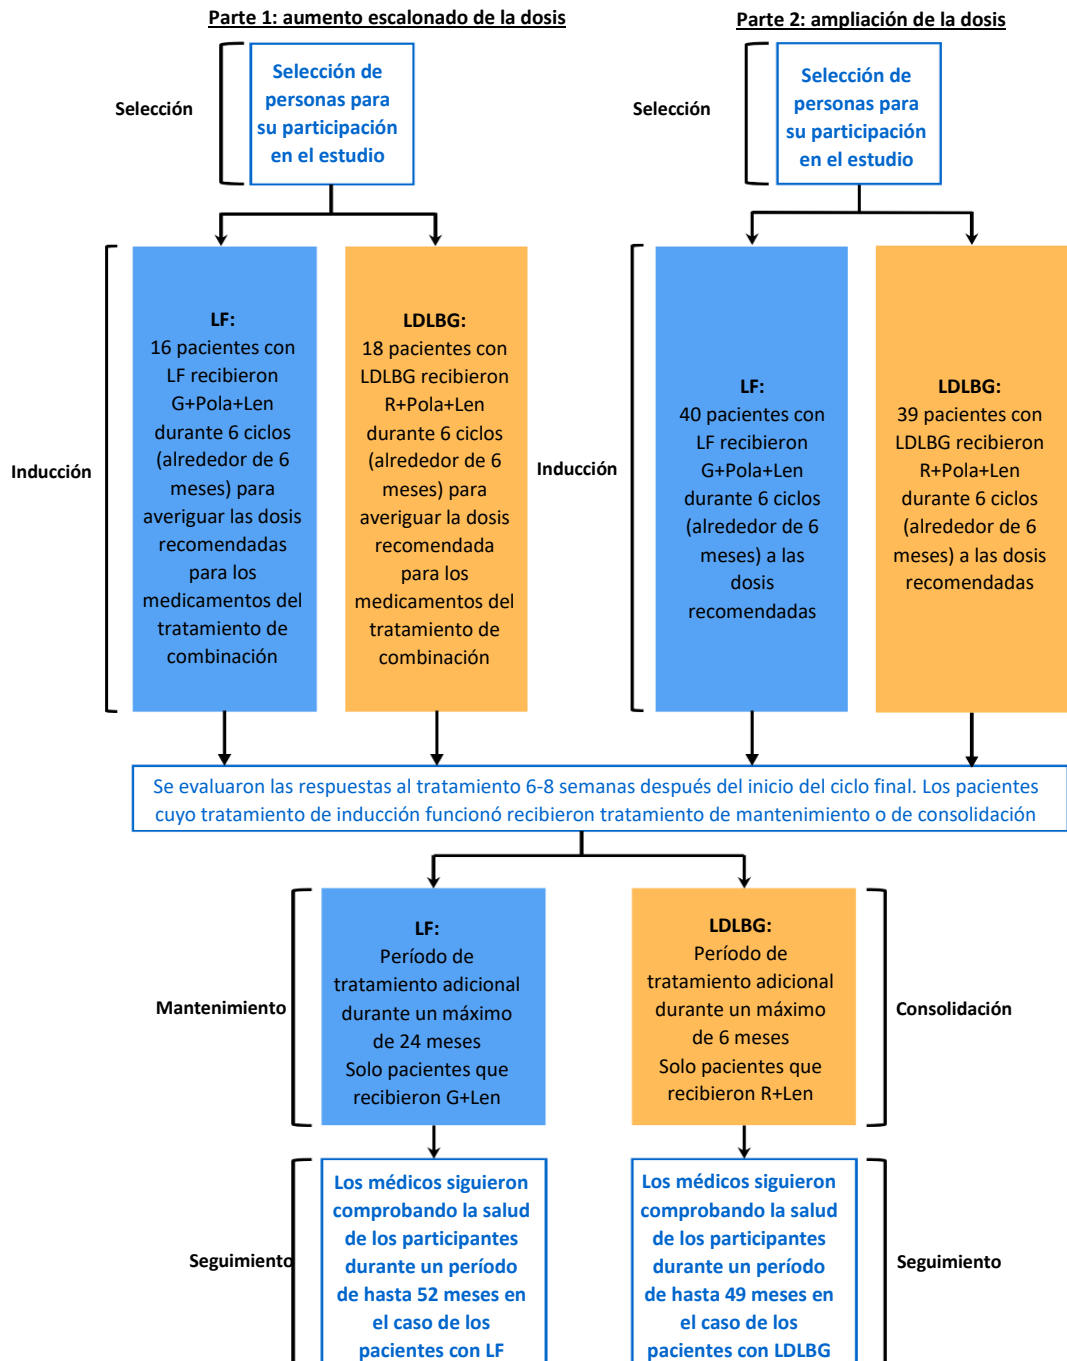 Parte 1: aumento escalonado de la dosis
Parte 2: ampliación de la dosis
Selección
Selección de
personas para
su participación
en el estudio
Selección
Selección de
personas para
su participación
en el estudio
Inducción
LF:
16 pacientes con
LF recibieron
G+Pola+Len
durante 6 ciclos
(alrededor de 6
meses) para
averiguar las dosis
recomendadas
para los
medicamentos del
tratamiento de
combinación
LDLBG:
18 pacientes con
LDLBG recibieron
R+Pola+Len
durante 6 ciclos
(alrededor de 6
meses) para
averiguar la dosis
recomendada
para los
medicamentos del
tratamiento de
combinación
Inducción
LF:
40 pacientes con
LF recibieron
G+Pola+Len
durante 6 ciclos
(alrededor de 6
meses) a las
dosis
recomendadas
LDLBG:
39 pacientes con
LDLBG recibieron
R+Pola+Len
durante 6 ciclos
(alrededor de 6
meses) a las dosis
recomendadas
Se evaluaron las respuestas al tratamiento 6-8 semanas después del inicio del ciclo final. Los pacientes
cuyo tratamiento de inducción funcionó recibieron tratamiento de mantenimiento o de consolidación
Mantenimiento
LF:
Período de
tratamiento adicional
durante un máximo
de 24 meses
Solo pacientes que
recibieron G+Len
LDLBG:
Período de
tratamiento adicional
durante un máximo
de 6 meses
Solo pacientes que
recibieron R+Len
Consolidación
Seguimiento
Los médicos siguieron
comprobando la salud
de los participantes
durante un período
de hasta 52 meses en
el caso de los
pacientes con LF
Los médicos siguieron
comprobando la salud
de los participantes
durante un período
de hasta 49 meses en
el caso de los
pacientes con LDLBG
Seguimiento